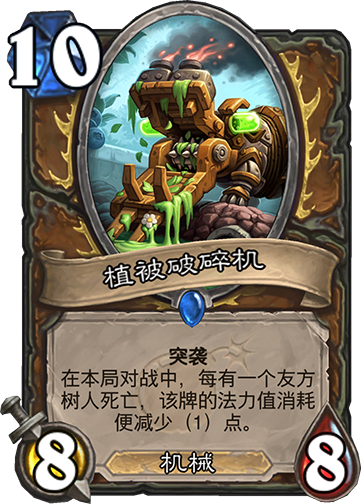 10
植被破碎机
突袭
在本局对战中，每有一个友方
树人死亡，该牌的法力值消耗
便减少（1）点。
8
机械
8